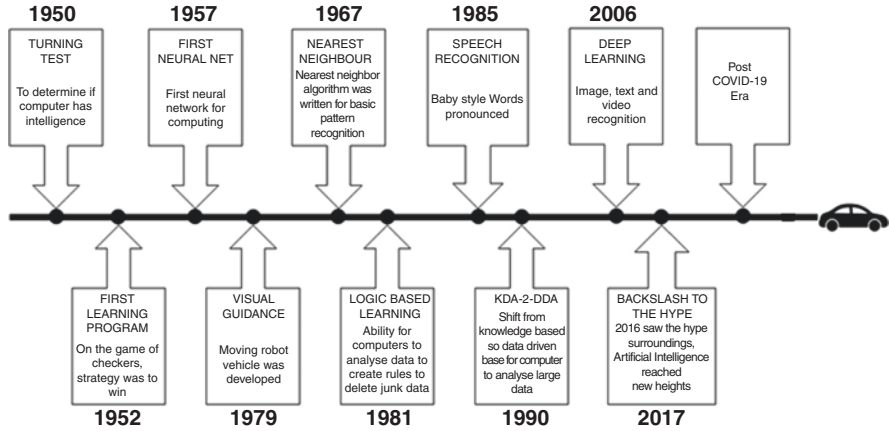 1950
1957
1967
1985
2006
TURNING
TEST
To determine if
computer has
intelligence
FIRST
NEURAL NET
First neural
network for
computing
NEAREST
NEIGHBOUR
Nearest neighbor
algorithm was
written for basic
pattern
recognition
SPEECH
RECOGNITION
Baby style Words
pronounced
DEEP
LEARNING
Image, text and
video
recognition
Post
COVID-19
Era
FIRST
LEARNING
PROGRAM
On the game of
checkers,
strategy was to
win
VISUAL
GUIDANCE
Moving robot
vehicle was
developed
LOGIC BASED
LEARNING
Ability for
computers to
analyse data to
create rules to
delete junk data
KDA-2-DDA
Shift from
knowledge based
so data driven
base for computer
to analyse large
data
BACKSLASH TO
THE HYPE
2016 saw the hype
surroundings,
Artificial Intelligence
reached
new heights
1952
1979
1981
1990
2017